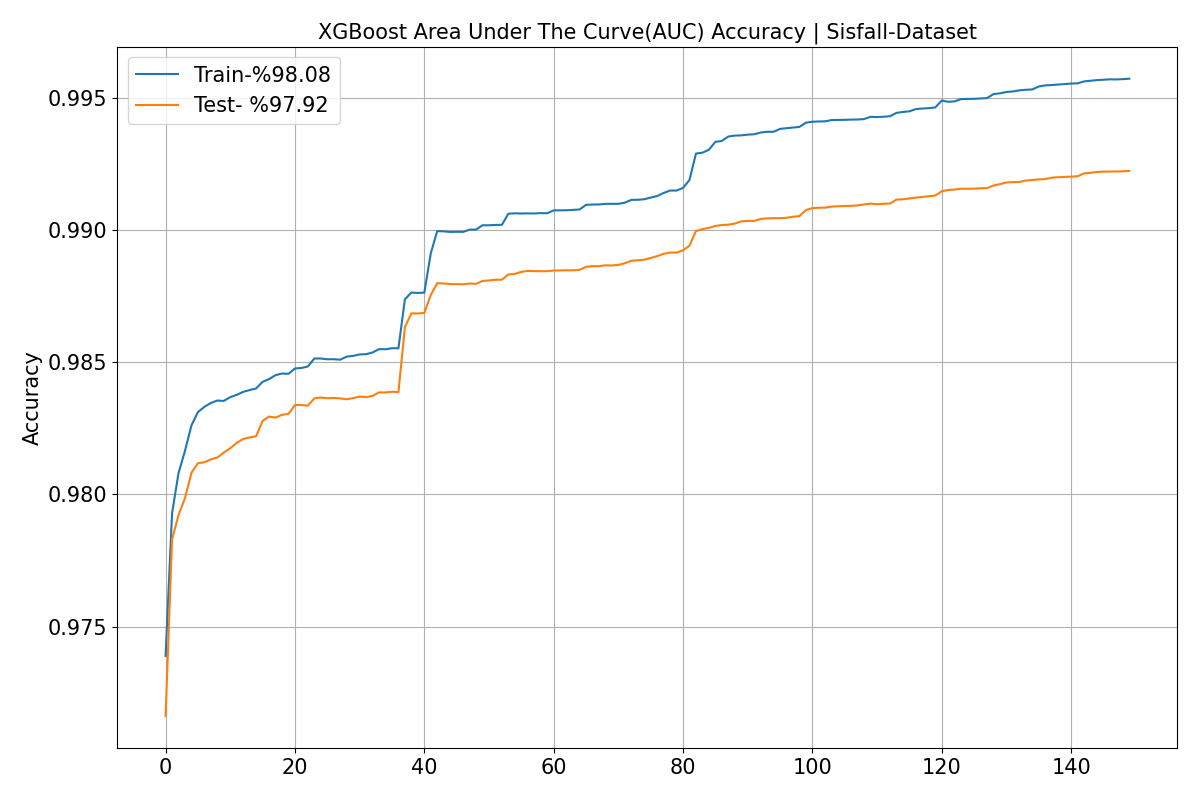 XGBoost Area Under The Curve(AUC) Accuracy | Sisfall-Dataset
Train-%98.08
Test- %97.92
0.995
0.990
0.985
0.980
0.975
Accuracy
0 20 40 60 80 100 120 140